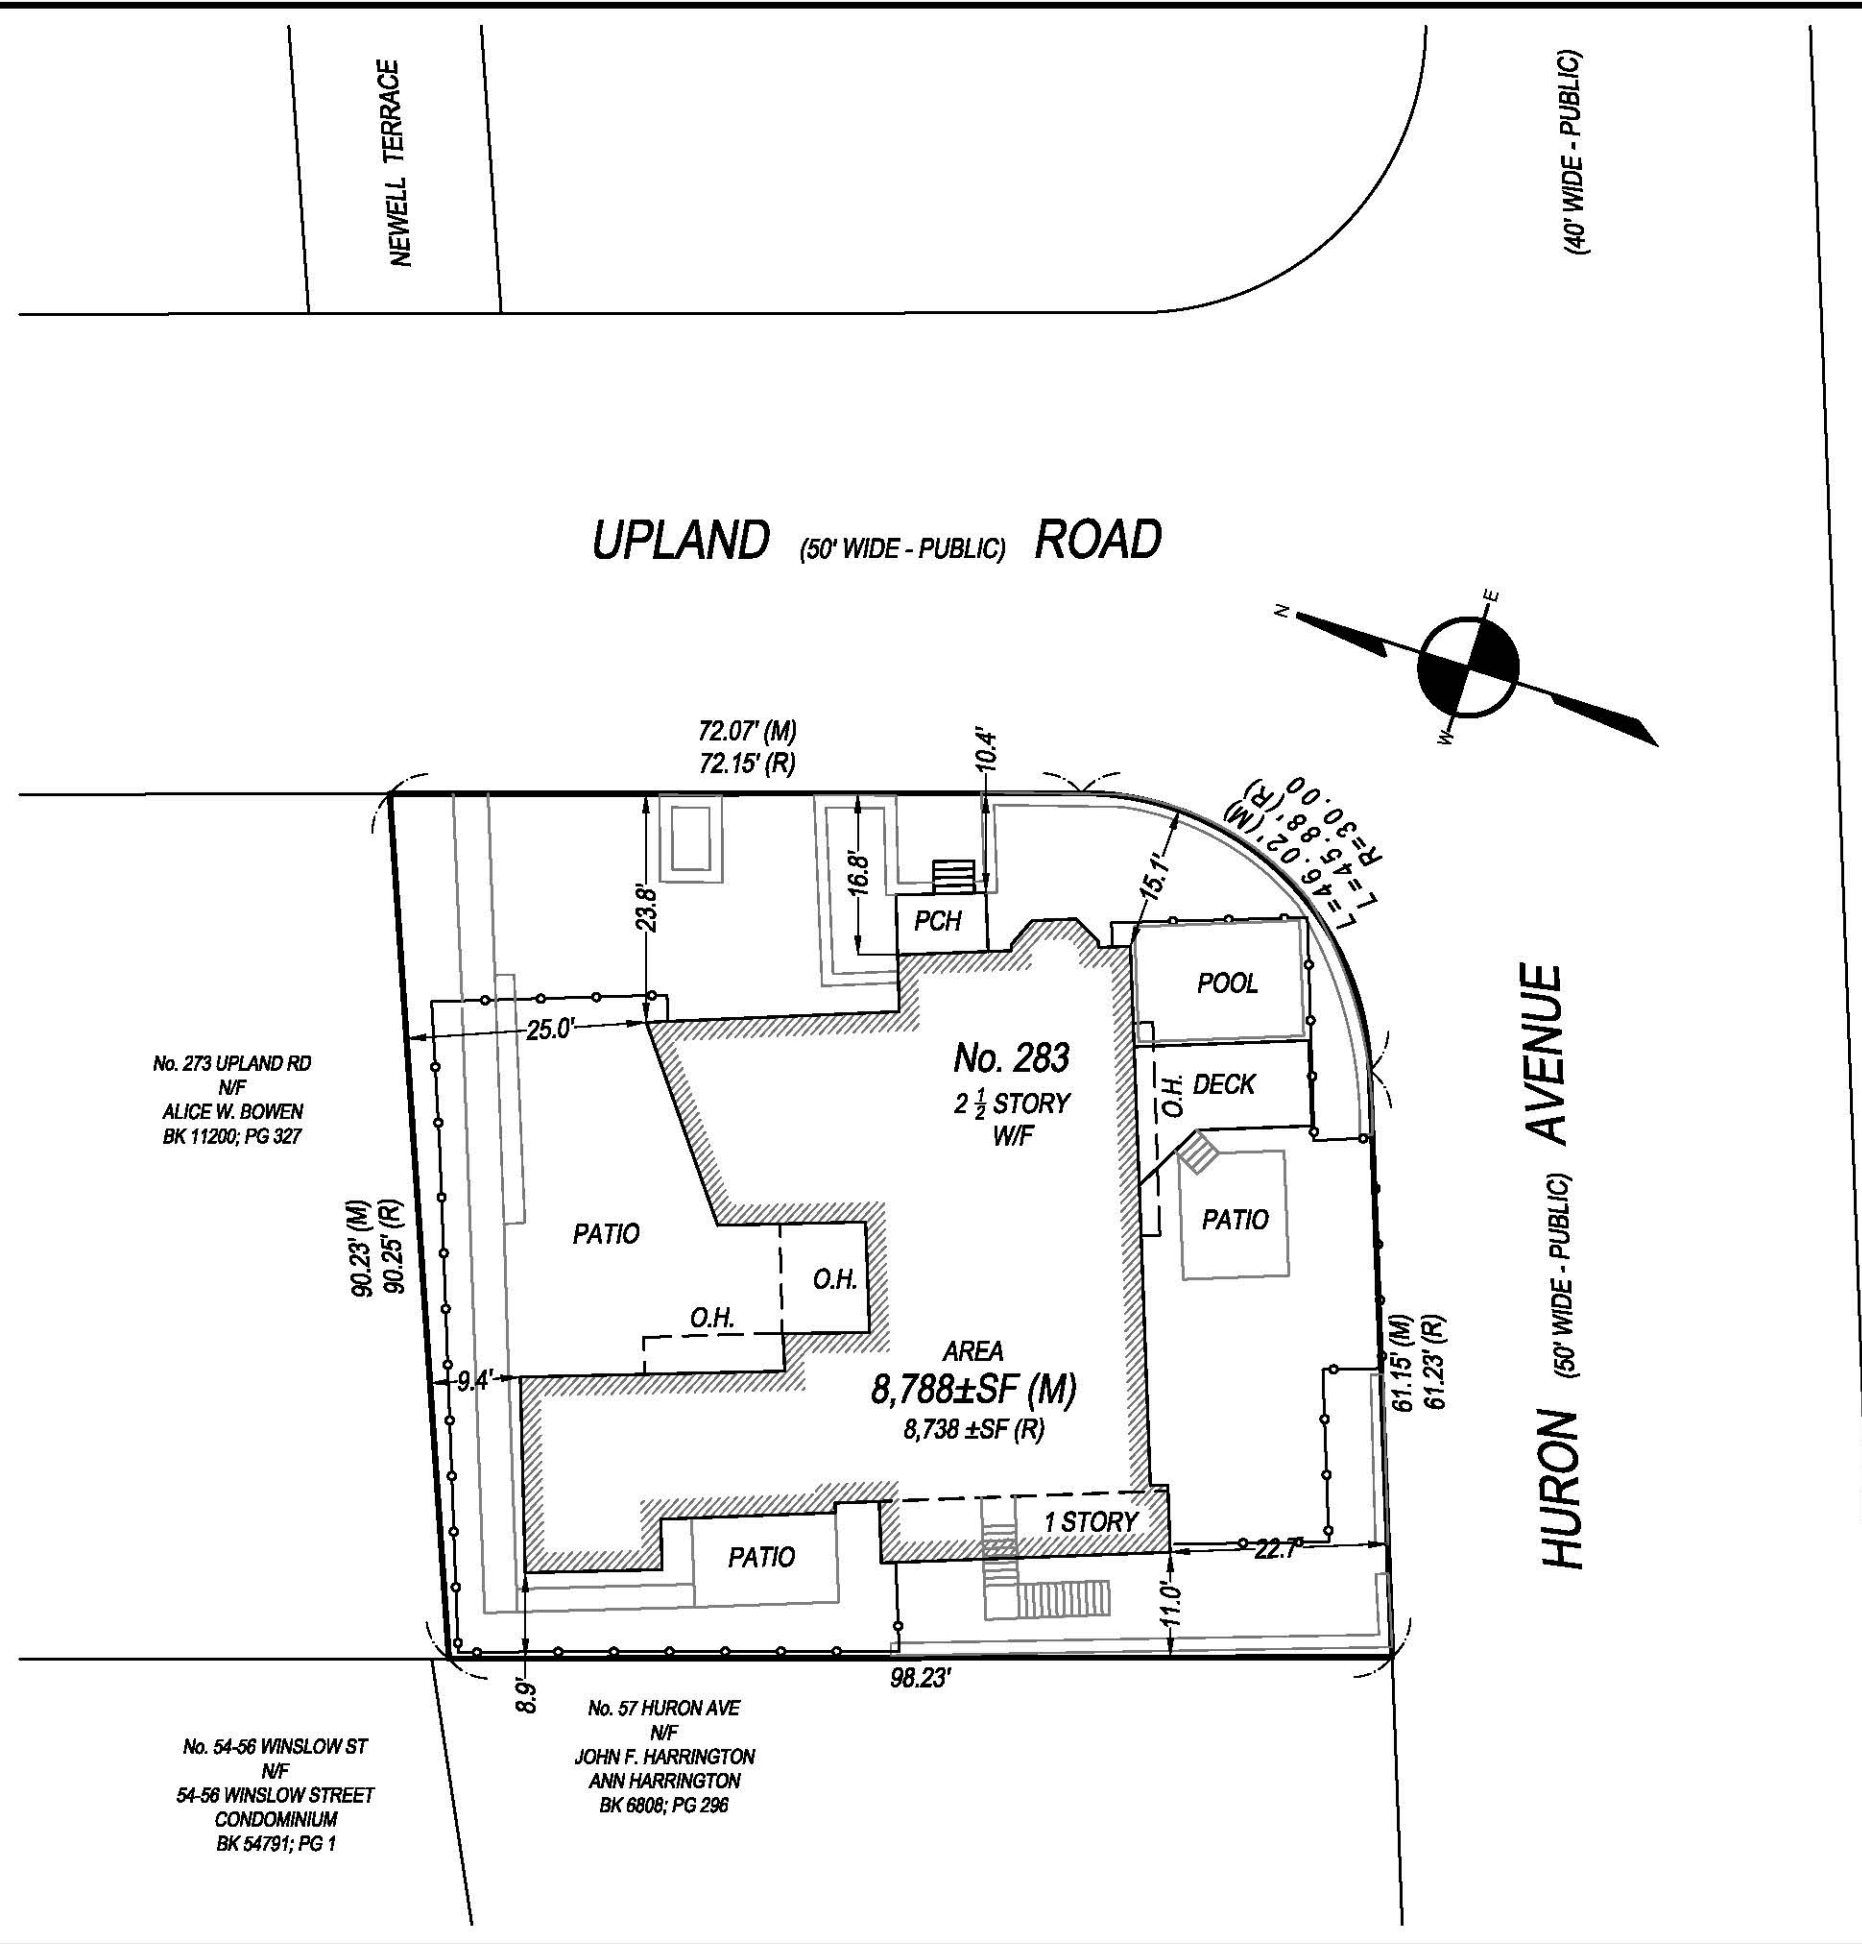 NEWELL TERRACE
(40' WIDE - PUBLIC)
UPLAND (50' WIDE - PUBLIC) ROAD
N
E
W
72.07' (M)
72.15' (R)
10.4'
L=46.02' (M)
L=45.88' (R)
R=30.00
23.8'
16.8'
15.1'
PCH
POOL
25.0'
No. 283
2 1/2 STORY
W/F
DECK
O.H.
No. 273 UPLAND RD
N/F
ALICE W. BOWEN
BK 11200; PG 327
HURON (50' WIDE - PUBLIC) AVENUE
90.23' (M)
90.25' (R)
PATIO
PATIO
O.H.
O.H.
AREA
8,788±SF (M)
8,738 ±SF (R)
9.4'
61.15' (M)
61.23' (R)
1 STORY
PATIO
22.7'
11.0'
8.9'
98.23'
No. 57 HURON AVE
N/F
JOHN F. HARRINGTON
ANN HARRINGTON
BK 6808; PG 296
No. 54-56 WINSLOW ST
N/F
54-56 WINSLOW STREET
CONDOMINIUM
BK 54791; PG 1